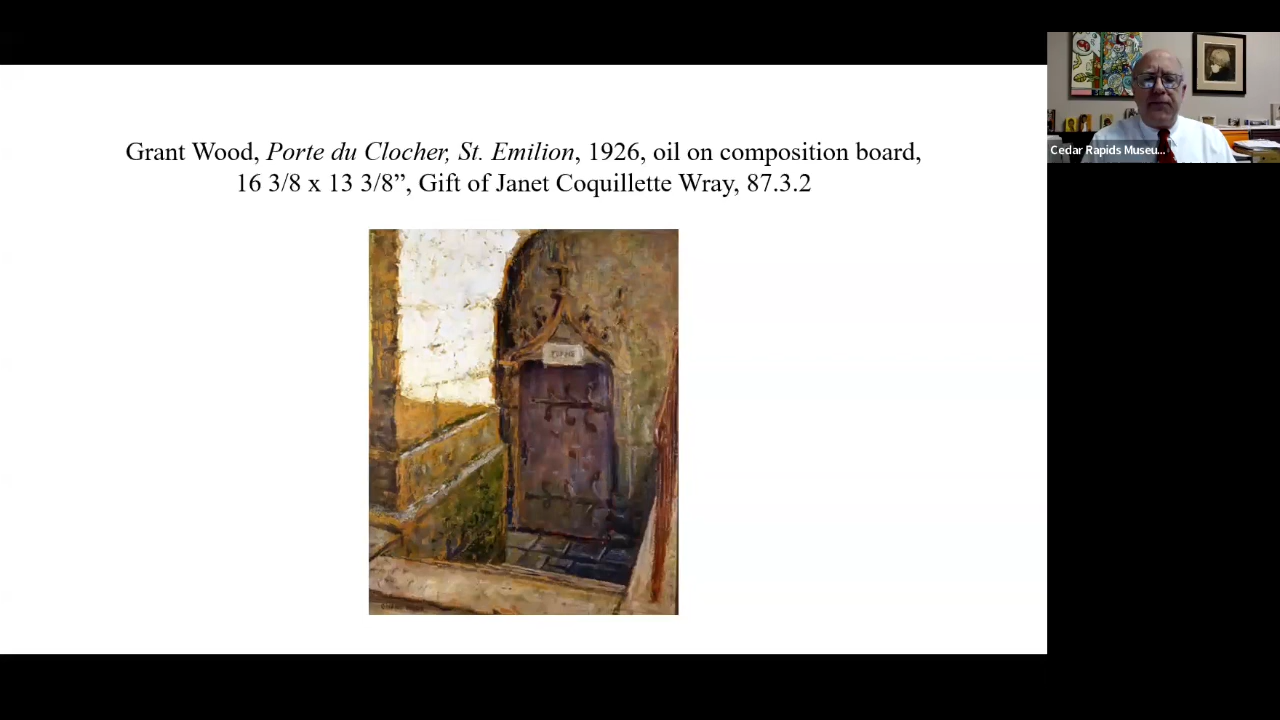 Grant Wood, Porte du Clocher, St. Emilion, 1926, oil on composition board,
16 3/8 x 13 3/8”, Gift of Janet Coquillette Wray, 87.3.2
Cedar Rapids Museu...